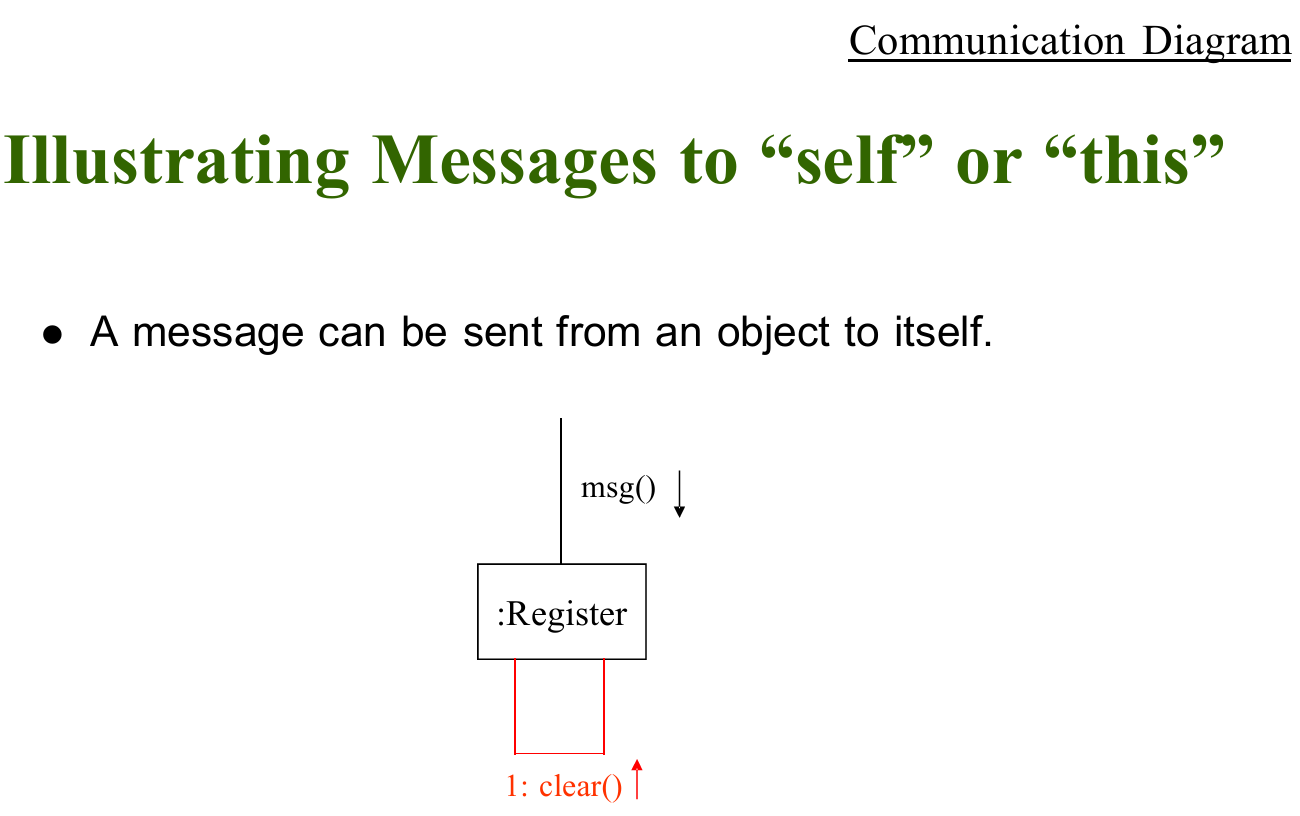 Communication Diagram
Illustrating Messages to “self” or “this”
● A message can be sent from an object to itself.
msg()
:Register
1: clear()